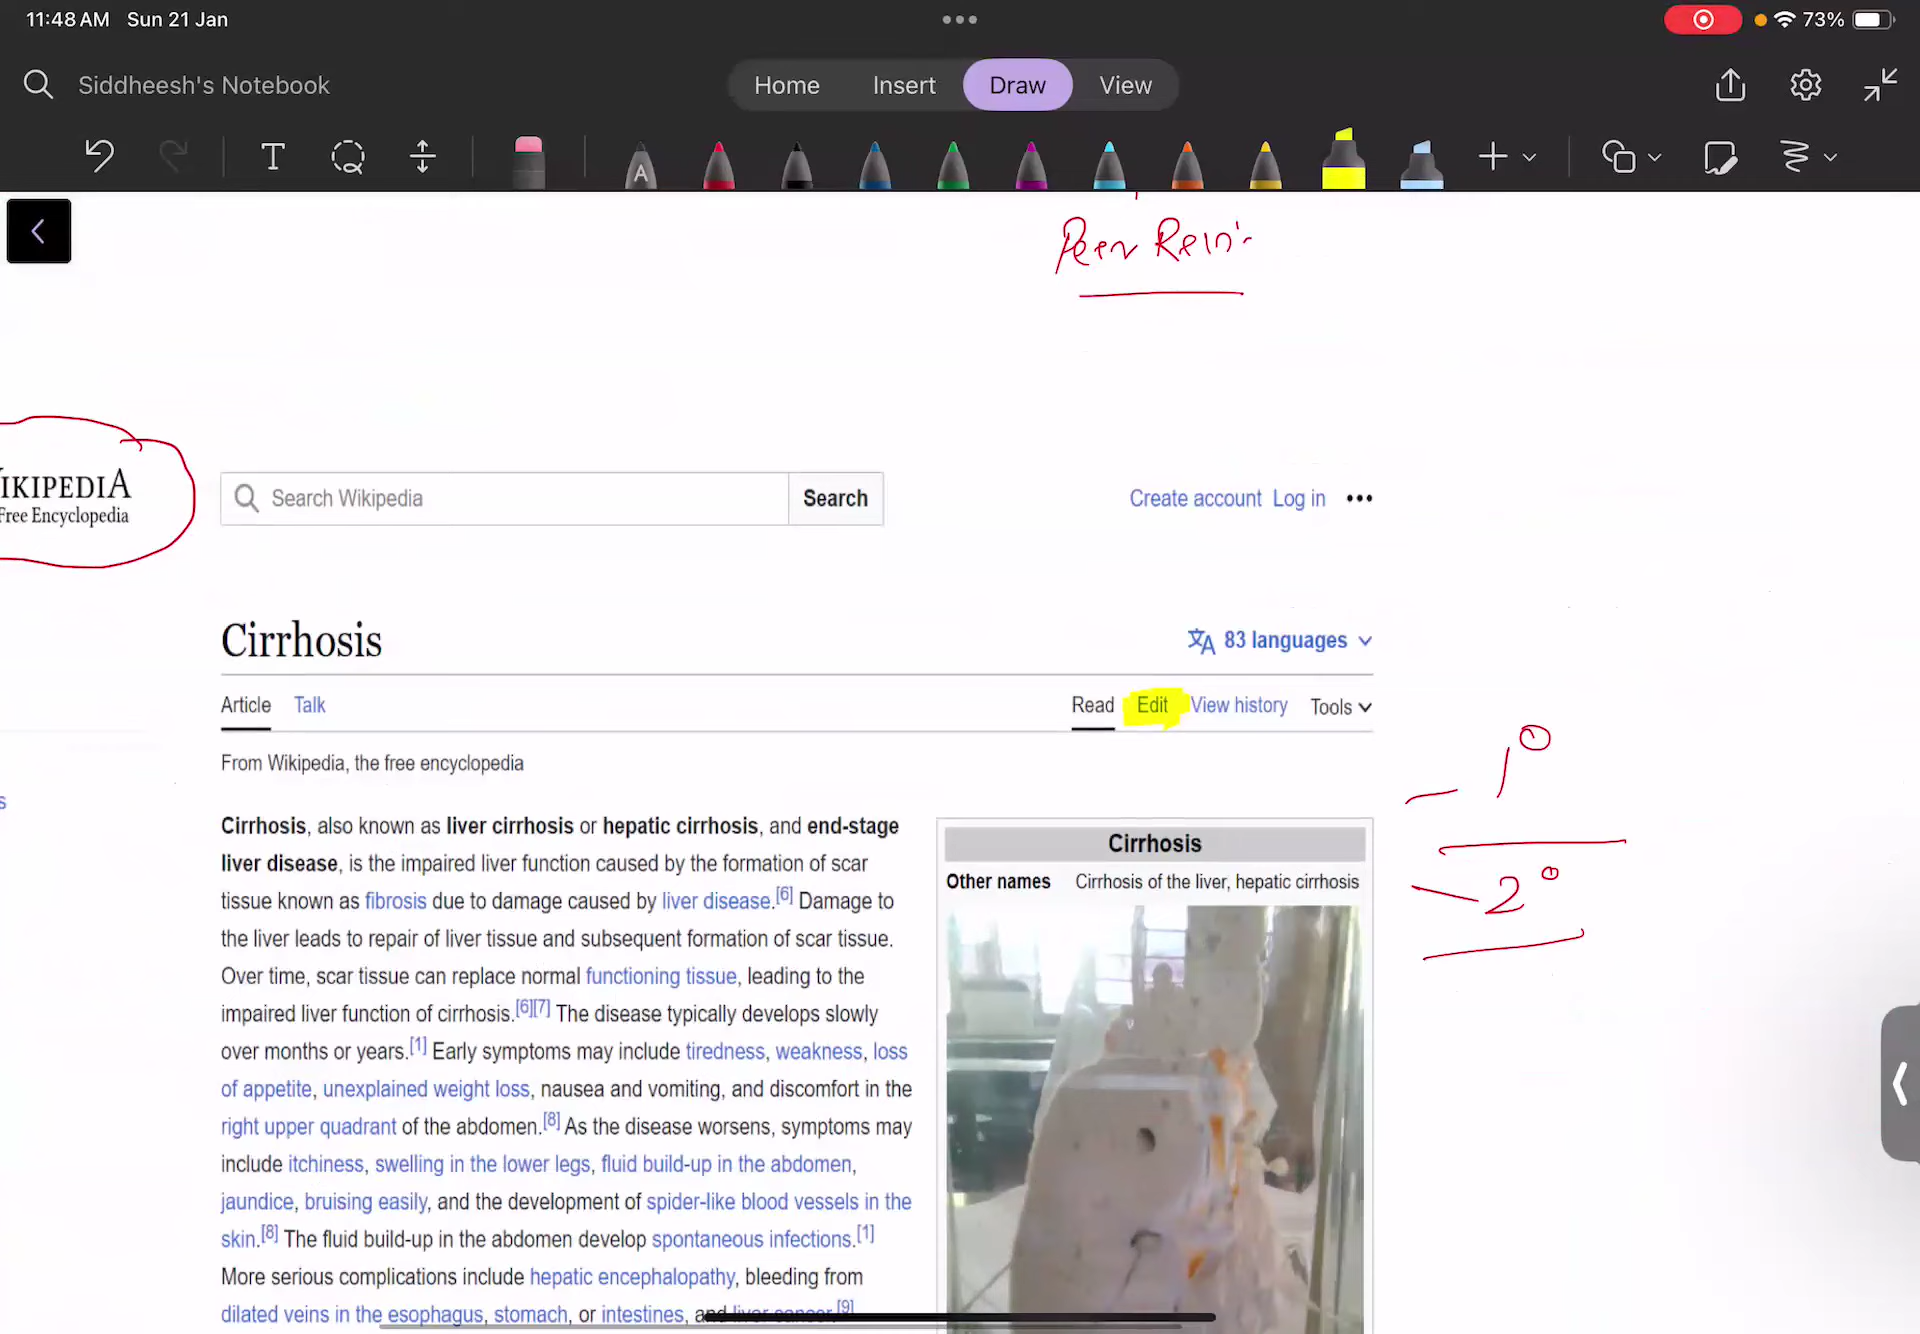 11:48 AM Sun 21 Jan
73%
Siddheesh's Notebook
Home Insert Draw View
T
A
Peer
IKIPEDIA
Free Encyclopedia
Search Wikipedia
Search
Create account Log in
Cirrhosis
83 languages
Article Talk
Read Edit View history Tools
From Wikipedia, the free encyclopedia
s
1°
2°
Cirrhosis, also known as liver cirrhosis or hepatic cirrhosis, and end-stage
liver disease, is the impaired liver function caused by the formation of scar
tissue known as fibrosis due to damage caused by liver disease.[6] Damage to
the liver leads to repair of liver tissue and subsequent formation of scar tissue.
Over time, scar tissue can replace normal functioning tissue, leading to the
impaired liver function of cirrhosis.[6][7] The disease typically develops slowly
over months or years.[1] Early symptoms may include tiredness, weakness, loss
of appetite, unexplained weight loss, nausea and vomiting, and discomfort in the
right upper quadrant of the abdomen.[8] As the disease worsens, symptoms may
include itchiness, swelling in the lower legs, fluid build-up in the abdomen,
jaundice, bruising easily, and the development of spider-like blood vessels in the
skin.[8] The fluid build-up in the abdomen develop spontaneous infections.[1]
More serious complications include hepatic encephalopathy, bleeding from
dilated veins in the esophagus, stomach, or intestines, and liver cancer.[9]
Cirrhosis
Other names Cirrhosis of the liver, hepatic cirrhosis